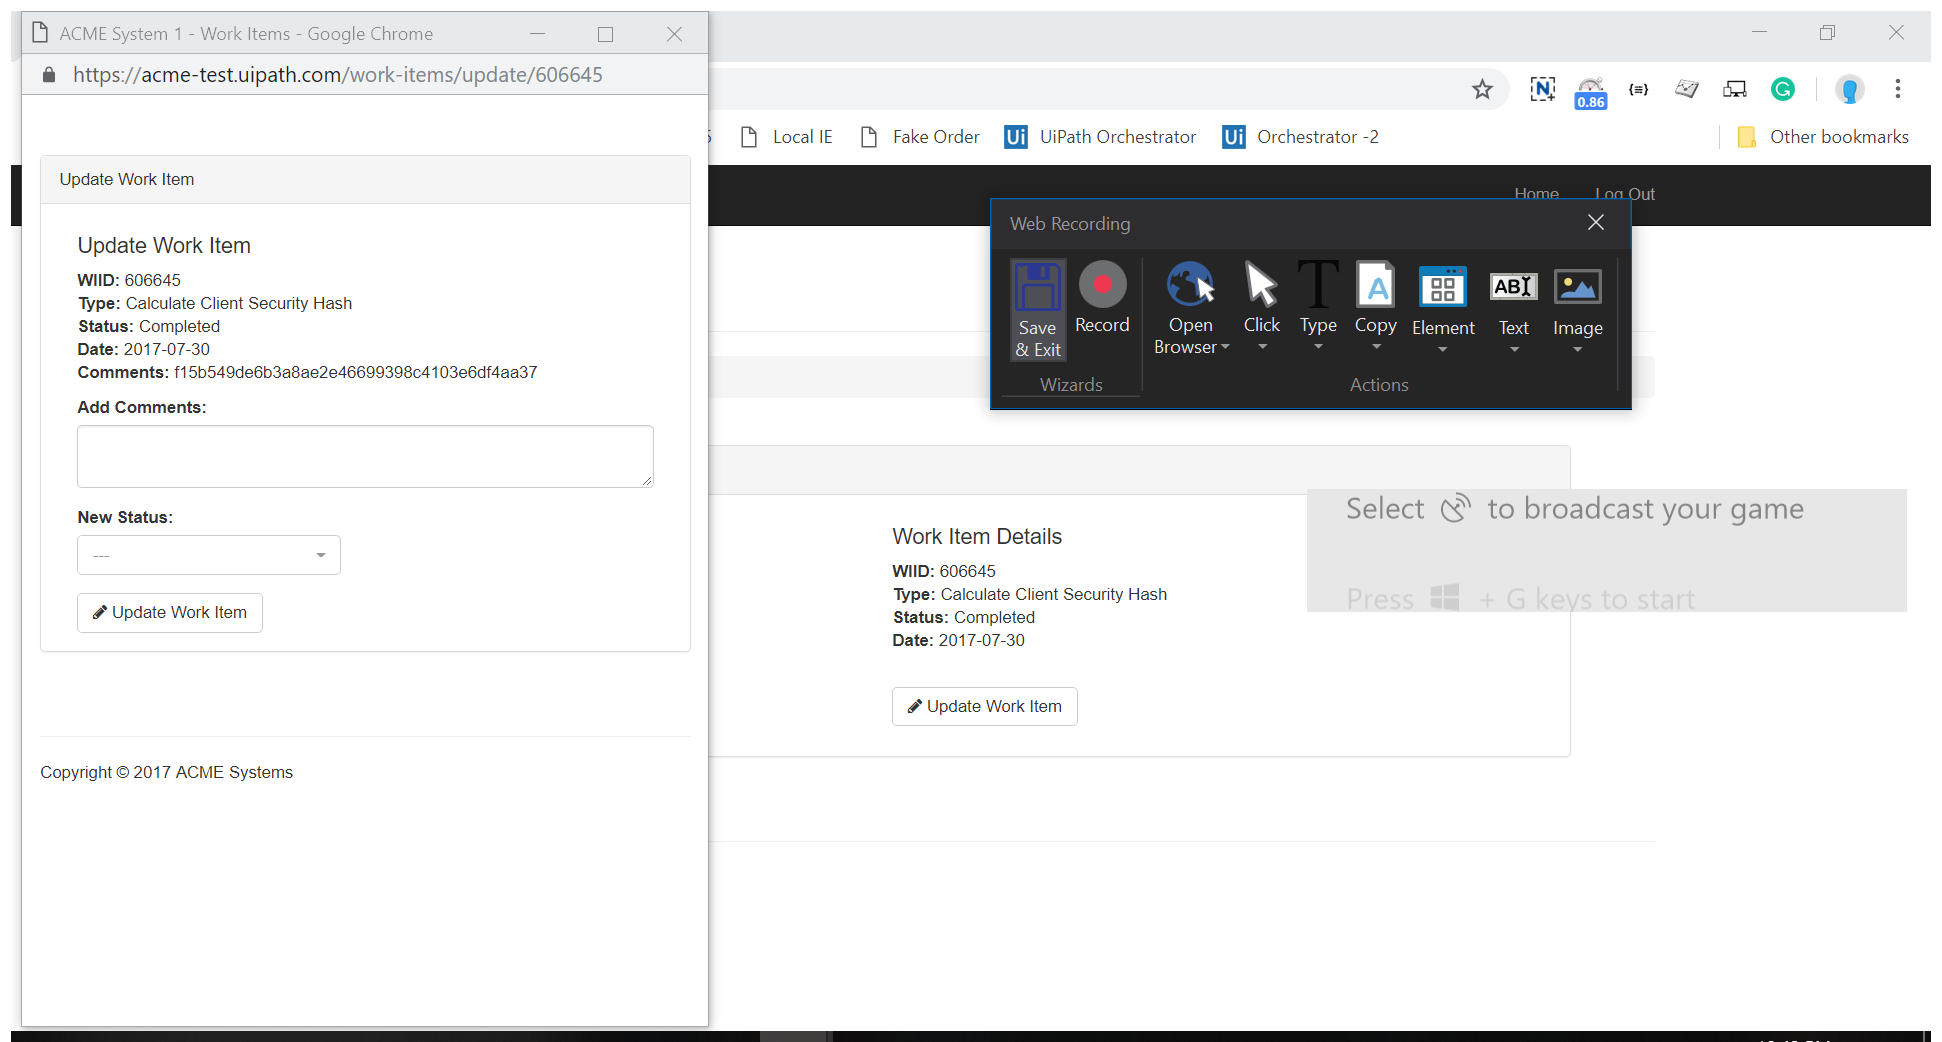 ACME System 1 - Work Items - Google Chrome
https://acme-test.uipath.com/work-items/update/606645
Update Work Item
Update Work Item
WIID: 606645
Type: Calculate Client Security Hash
Status: Completed
Date: 2017-07-30
Comments: f15b549de6b3a8ae2e46699398c4103e6df4aa37
Add Comments:
New Status:
---
Update Work Item
Copyright © 2017 ACME Systems
0.86
Local IE
Fake Order
Ui UiPath Orchestrator
Ui Orchestrator -2
Other bookmarks
Home
Log Out
Web Recording
Save & Exit
Record
Open Browser
Click
Type
Copy
Element
Text
Image
Wizards
Actions
Select to broadcast your game
Press + G keys to start
Work Item Details
WIID: 606645
Type: Calculate Client Security Hash
Status: Completed
Date: 2017-07-30
Update Work Item